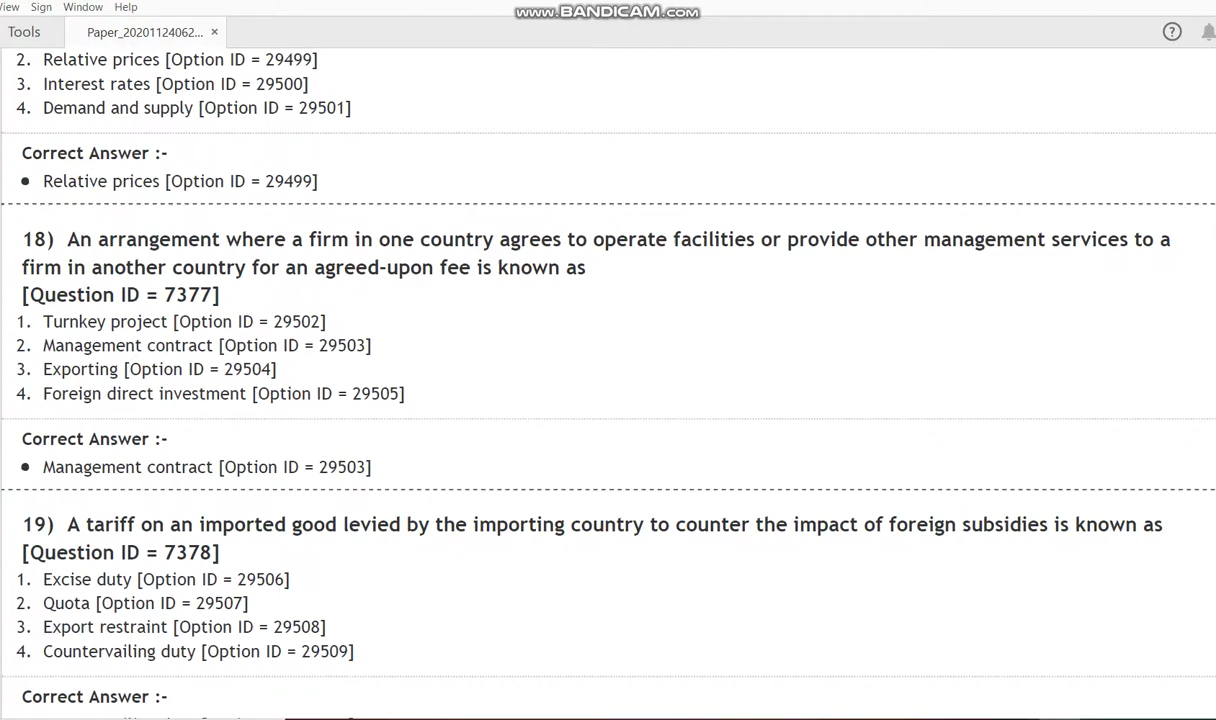 View Sign Window Help
www.BANDICAM.com
Tools Paper_20201124062... × ?
2. Relative prices [Option ID = 29499]
3. Interest rates [Option ID = 29500]
4. Demand and supply [Option ID = 29501]
Correct Answer :-
• Relative prices [Option ID = 29499]
18) An arrangement where a firm in one country agrees to operate facilities or provide other management services to a
firm in another country for an agreed-upon fee is known as
[Question ID = 7377]
1. Turnkey project [Option ID = 29502]
2. Management contract [Option ID = 29503]
3. Exporting [Option ID = 29504]
4. Foreign direct investment [Option ID = 29505]
Correct Answer :-
• Management contract [Option ID = 29503]
19) A tariff on an imported good levied by the importing country to counter the impact of foreign subsidies is known as
[Question ID = 7378]
1. Excise duty [Option ID = 29506]
2. Quota [Option ID = 29507]
3. Export restraint [Option ID = 29508]
4. Countervailing duty [Option ID = 29509]
Correct Answer :-